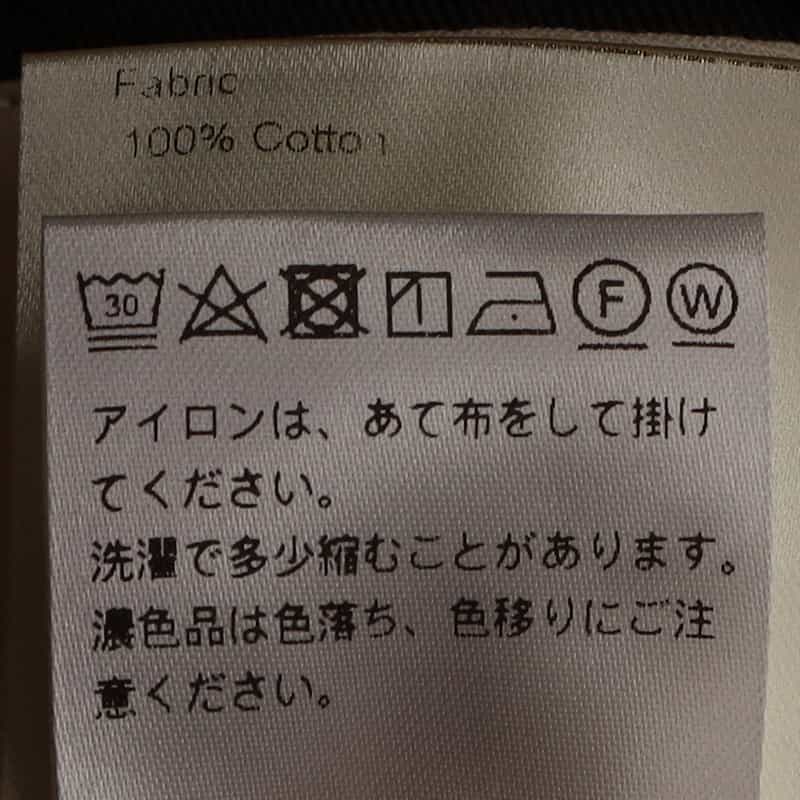 Fabric
100% Cotton
30 F W
アイロンは、あて布をして掛け
てください。
洗濯で多少縮むことがあります。
濃色品は色落ち、色移りにご注
意ください。